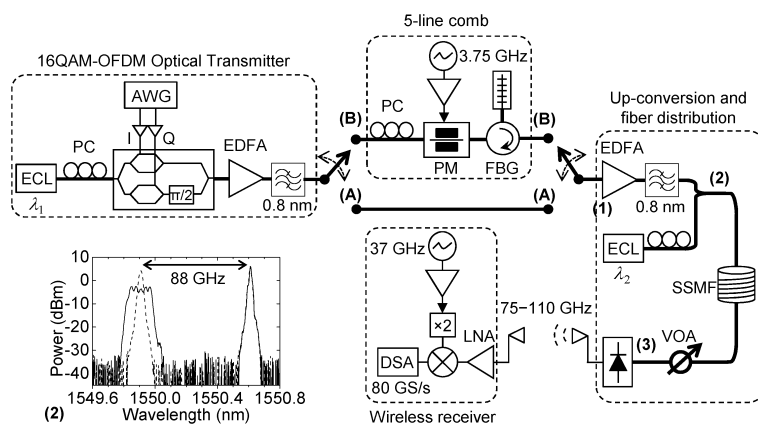 5-line comb
16QAM-OFDM Optical Transmitter
3.75 GHz
AWG
PC
Up-conversion and
fiber distribution
I
Q
PC
EDFA
(B)
(B)
EDFA
ECL
π/2
PM
FBG
(2)
λ1
0.8 nm
(A)
(A)
(1)
0.8 nm
37 GHz
ECL
λ2
SSMF
10
88 GHz
0
-10
-20
-30
-40
Power (dBm)
×2
75−110 GHz
LNA
(3)
VOA
DSA
80 GS/s
1549.6
1550.0
1550.4
1550.8
(2)
Wavelength (nm)
Wireless receiver